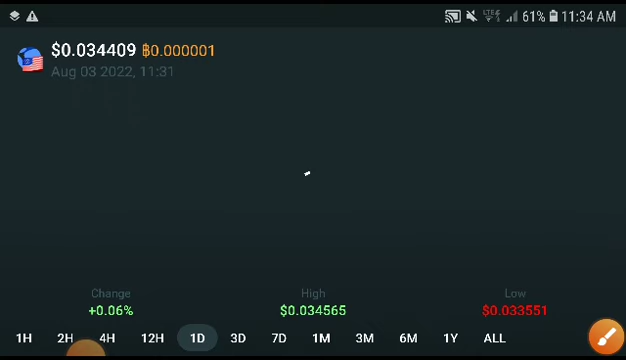 61% 11:34 AM
$0.034409 ฿0.000001
Aug 03 2022, 11:31
Change High Low
+0.06% $0.034565 $0.033551
1H 2H 4H 12H 1D 3D 7D 1M 3M 6M 1Y ALL